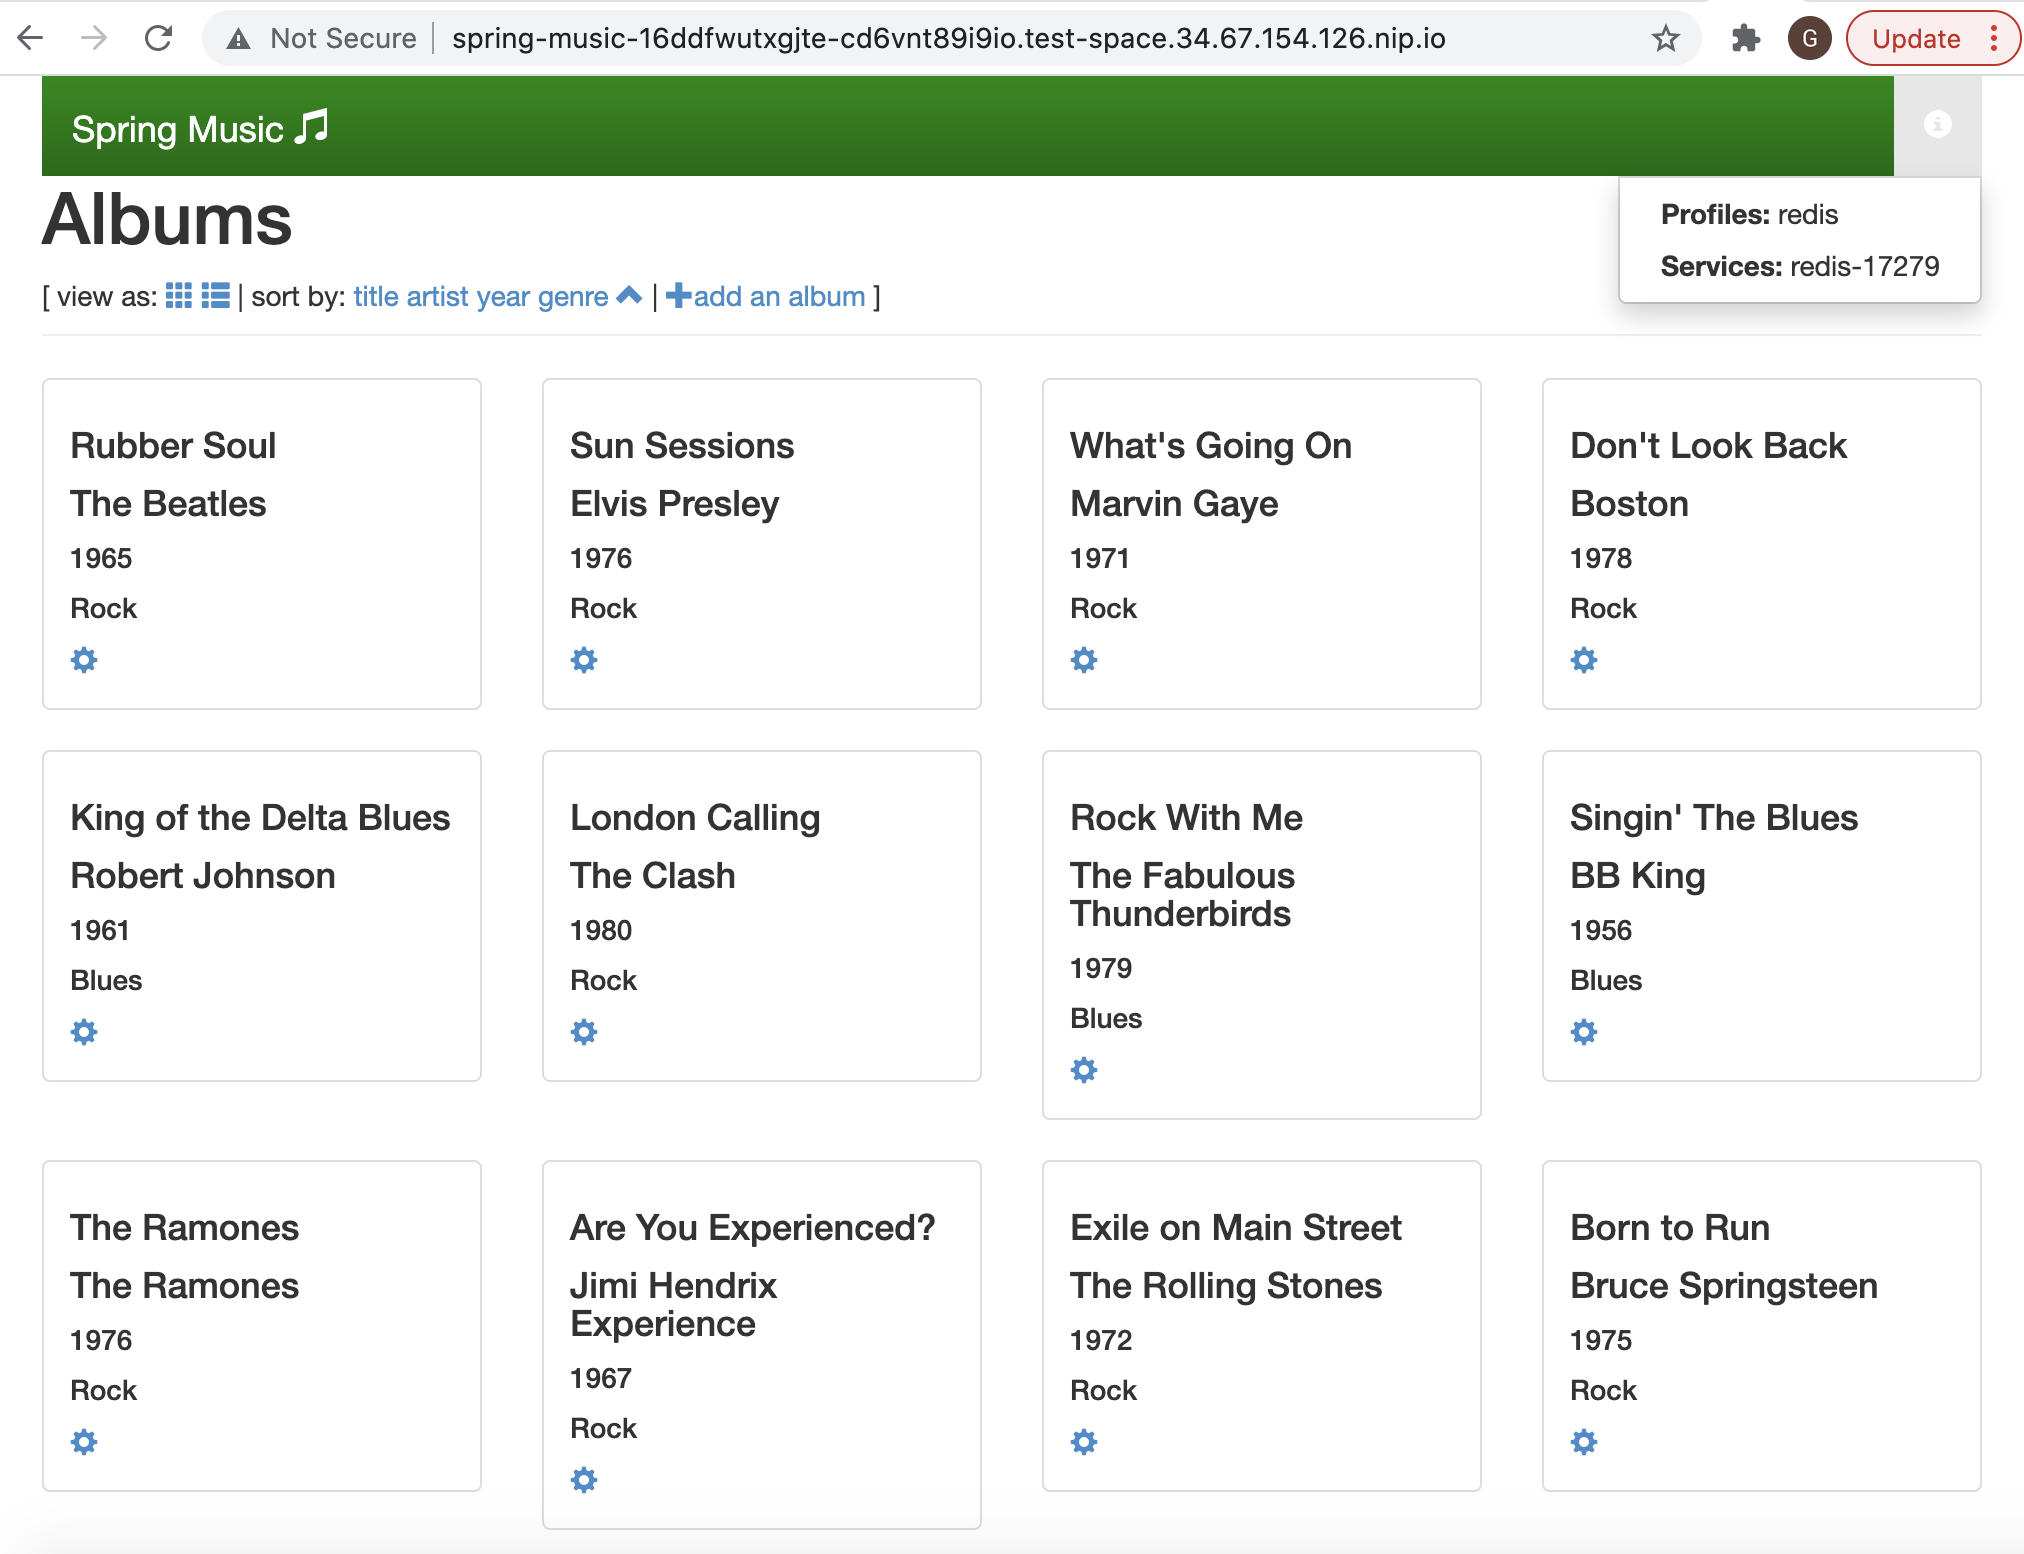 Not Secure | spring-music-16ddfwutxgjte-cd6vnt89i9io.test-space.34.67.154.126.nip.io
G
Update
Spring Music
Profiles: redis
Services: redis-17279
Albums
[ view as: | sort by: title artist year genre | add an album ]
Rubber Soul
The Beatles
1965
Rock
Sun Sessions
Elvis Presley
1976
Rock
What's Going On
Marvin Gaye
1971
Rock
Don't Look Back
Boston
1978
Rock
King of the Delta Blues
Robert Johnson
1961
Blues
London Calling
The Clash
1980
Rock
Rock With Me
The Fabulous
Thunderbirds
1979
Blues
Singin' The Blues
BB King
1956
Blues
The Ramones
The Ramones
1976
Rock
Are You Experienced?
Jimi Hendrix
Experience
1967
Rock
Exile on Main Street
The Rolling Stones
1972
Rock
Born to Run
Bruce Springsteen
1975
Rock